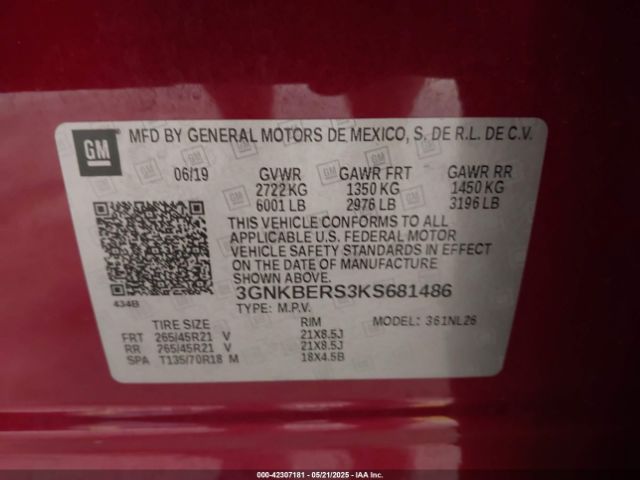 GM
MFD BY GENERAL MOTORS DE MEXICO, S. DE R.L. DE C.V.
06/19 GVWR GAWR FRT GAWR RR
2722 KG 1350 KG 1450 KG
6001 LB 2976 LB 3196 LB
THIS VEHICLE CONFORMS TO ALL
APPLICABLE U.S. FEDERAL MOTOR
VEHICLE SAFETY STANDARDS IN EFFECT
ON THE DATE OF MANUFACTURE
SHOWN ABOVE.
434B
3GNKBERS3KS681486
TYPE: M.P.V. MODEL: 361NL26
TIRE SIZE RIM
FRT 265/45R21 V 21X8.5J
RR 265/45R21 V 21X8.5J
SPA T135/70R18 M 18X4.5B
000-42307181 - 05/21/2025 - IAA Inc.